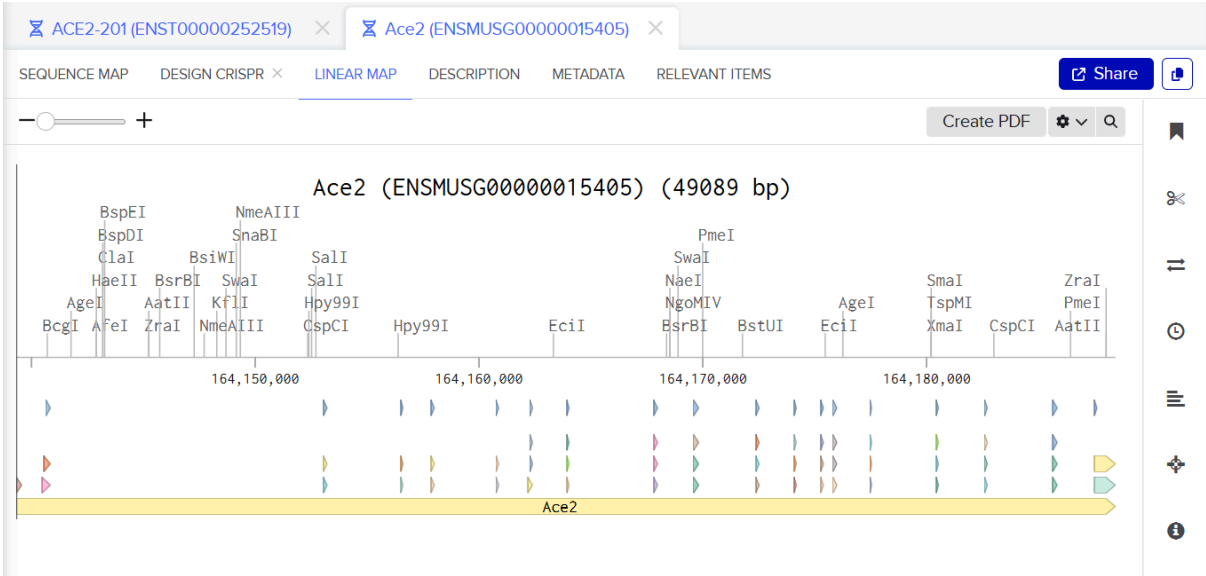 ACE2-201 (ENST00000252519) Ace2 (ENSMUSG00000015405)
SEQUENCE MAP DESIGN CRISPR LINEAR MAP DESCRIPTION METADATA RELEVANT ITEMS Share
Create PDF
Ace2 (ENSMUSG00000015405) (49089 bp)
BspEI NmeAIII
BspDI SnaBI PmeI
ClaI BsiWI SalI SwaI
HaeII BsrBI SwaI SalI NaeI SmaI ZraI
AgeI AatII KflI Hpy99I NgoMIV AgeI TspMI PmeI
BcgI AfeI ZraI NmeAIII CspCI Hpy99I EciI BsrBI BstUI EciI XmaI CspCI AatII
164,150,000 164,160,000 164,170,000 164,180,000
Ace2